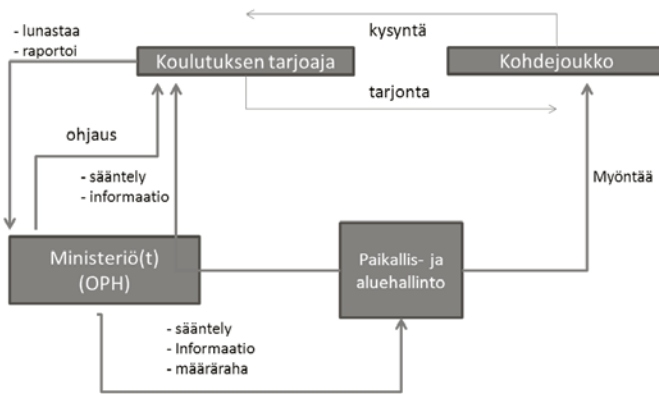 - lunastaa
- raportoi
kysyntä
Koulutuksen tarjoaja
Kohdejoukko
tarjonta
ohjaus
- sääntely
- informaatio
Myöntää
Ministeriö(t)
(OPH)
Paikallis- ja
aluehallinto
- sääntely
- Informaatio
- määräraha